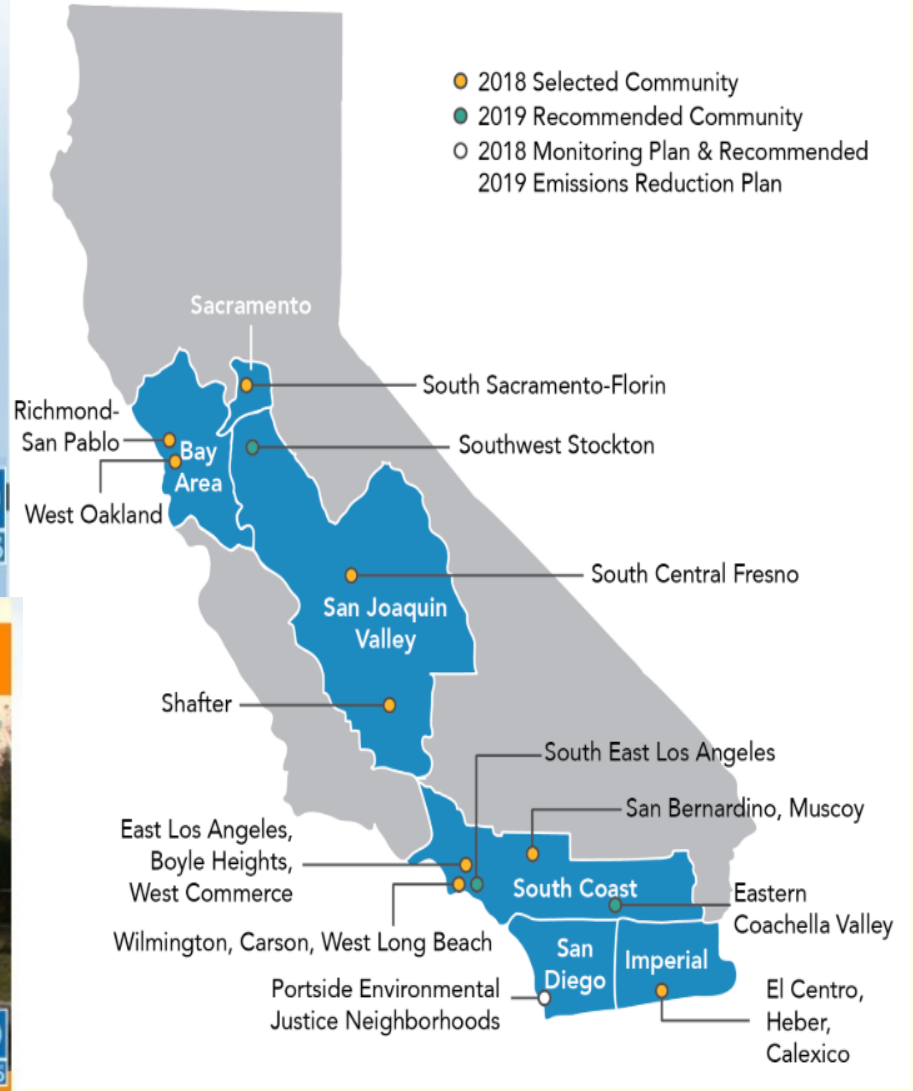 2018 Selected Community
2019 Recommended Community
2018 Monitoring Plan & Recommended
2019 Emissions Reduction Plan
Sacramento
South Sacramento-Florin
Richmond-
San Pablo
Bay
Area
Southwest Stockton
West Oakland
South Central Fresno
San Joaquin
Valley
Shafter
South East Los Angeles
San Bernardino, Muscoy
East Los Angeles,
Boyle Heights,
West Commerce
South Coast
Eastern
Coachella Valley
Wilmington, Carson, West Long Beach
San
Diego
Imperial
Portside Environmental
Justice Neighborhoods
El Centro,
Heber,
Calexico